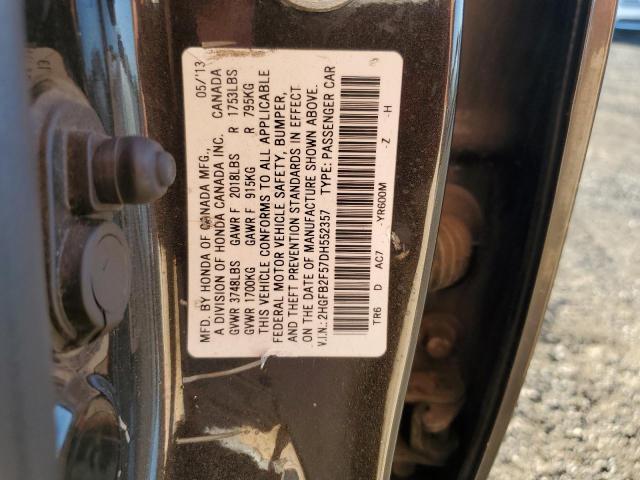 MFD. BY HONDA OF CANADA MFG., 05/'13
A DIVISION OF HONDA CANADA INC. CANADA
GVWR 3748LBS GAWR F 2018LBS R 1753LBS
GVWR 1700KG GAWR F 915KG R 795KG
THIS VEHICLE CONFORMS TO ALL APPLICABLE
FEDERAL MOTOR VEHICLE SAFETY, BUMPER,
AND THEFT PREVENTION STANDARDS IN EFFECT
ON THE DATE OF MANUFACTURE SHOWN ABOVE.
V.I.N.: 2HGFB2F57DH552357 TYPE: PASSENGER CAR
TR6 D AC7 -YR600M -Z -H